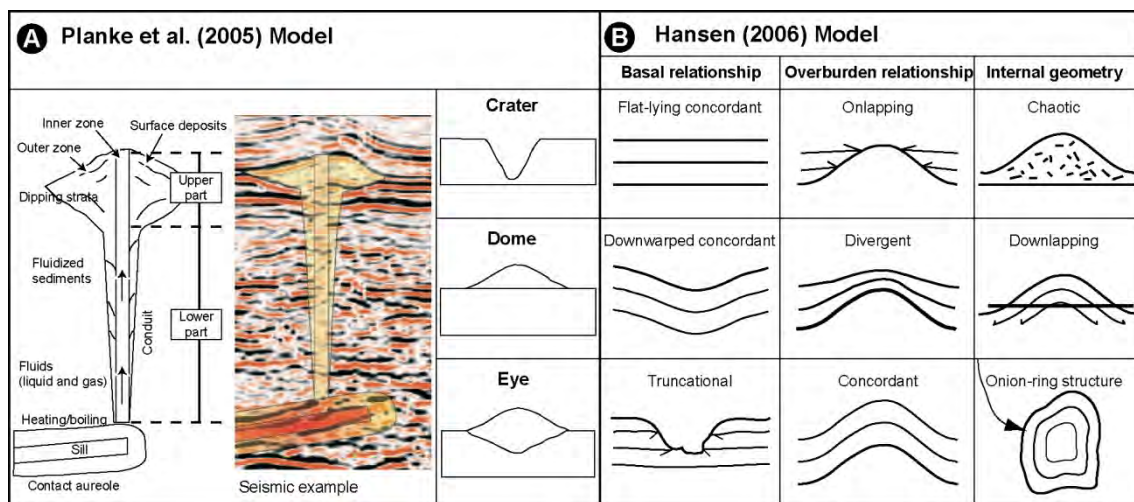 A Planke et al. (2005) Model
Inner zone
Surface deposits
Outer zone
Upper
part
Dipping strata
Fluidized
sediments
Conduit
Lower
part
Fluids
(liquid and gas)
Heating/boiling
Sill
Contact aureole
Seismic example
Crater
Dome
Eye
B Hansen (2006) Model
Basal relationship
Overburden relationship
Internal geometry
Flat-lying concordant
Onlapping
Chaotic
Downwarped concordant
Divergent
Downlapping
Truncational
Concordant
Onion-ring structure